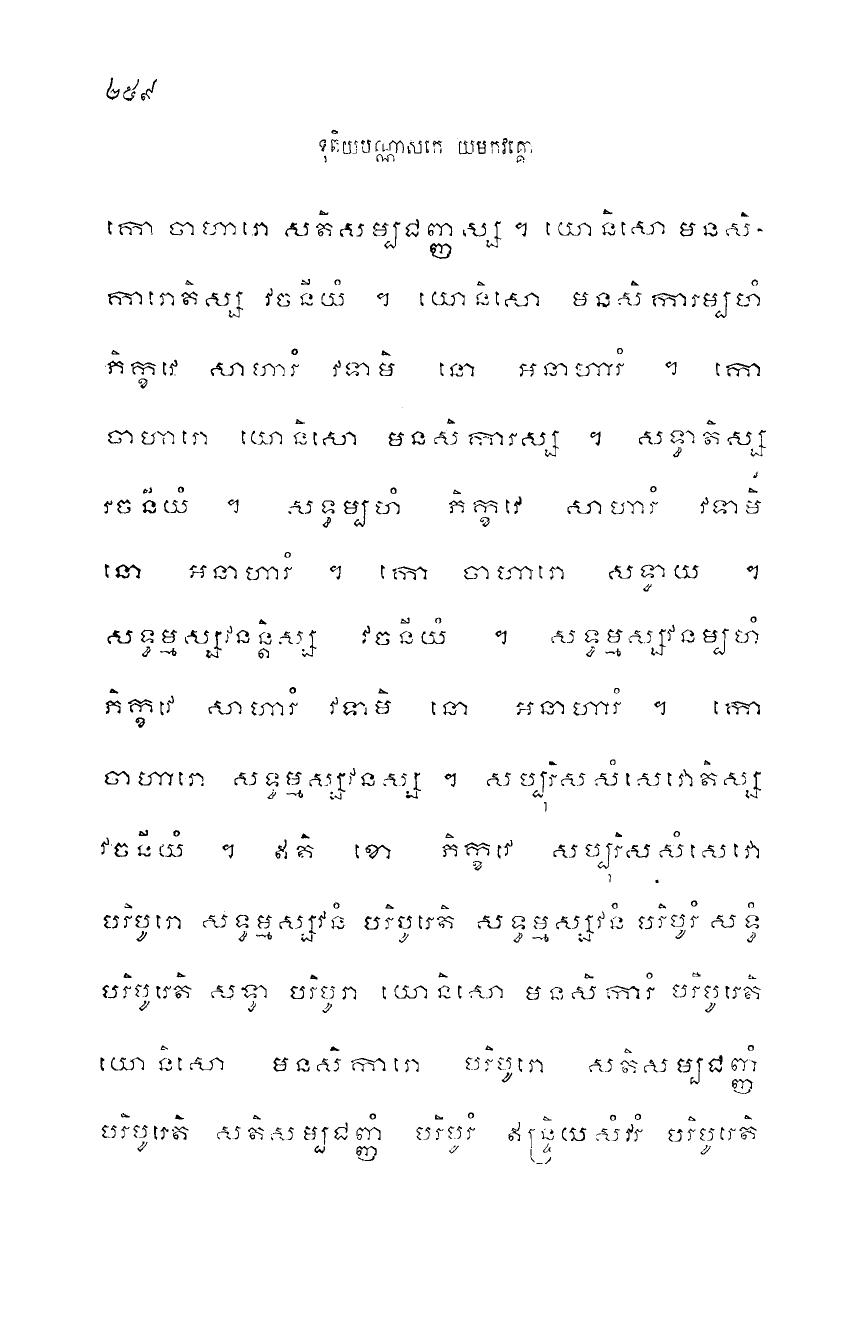 ២៥៩
ទុតិយបណ្ណាសកេ យមកវគ្គោ
កោ ចាហារោ សតិសម្បជញ្ញស្ស ។ យោនិសោ មនសិ-
ការោតិស្ស វចនីយំ ។ យោនិសោ មនសិការម្បហំ
ភិក្ខវេ សាហារំ វទាមិ នោ អនាហារំ ។ កោ
ចាហារោ យោនិសោ មនសិការស្ស ។ សទ្ធាតិស្ស
វចនីយំ ។ សទ្ធម្បហំ ភិក្ខវេ សាហារំ វទាមិ
នោ អនាហារំ ។ កោ ចាហារោ សទ្ធាយ ។
សទ្ធម្មស្សវនន្តិស្ស វចនីយំ ។ សទ្ធម្មស្សវនម្បហំ
ភិក្ខវេ សាហារំ វទាមិ នោ អនាហារំ ។ កោ
ចាហារោ សទ្ធម្មស្សវនស្ស ។ សប្បុរិសសំសេវោតិស្ស
វចនីយំ ។ ឥតិ ខោ ភិក្ខវេ សប្បុរិសសំសេវោ
បរិបូរោ សទ្ធម្មស្សវនំ បរិបូរេតិ សទ្ធម្មស្សវនំ បរិបូរំ សទ្ធំ
បរិបូរេតិ សទ្ធា បរិបូរា យោនិសោ មនសិការំ បរិបូរេតិ
យោនិសោ មនសិការោ បរិបូរោ សតិសម្បជញ្ញំ
បរិបូរេតិ សតិសម្បជញ្ញំ បរិបូរំ ឥន្ទ្រិយសំវរំ បរិបូរេតិ